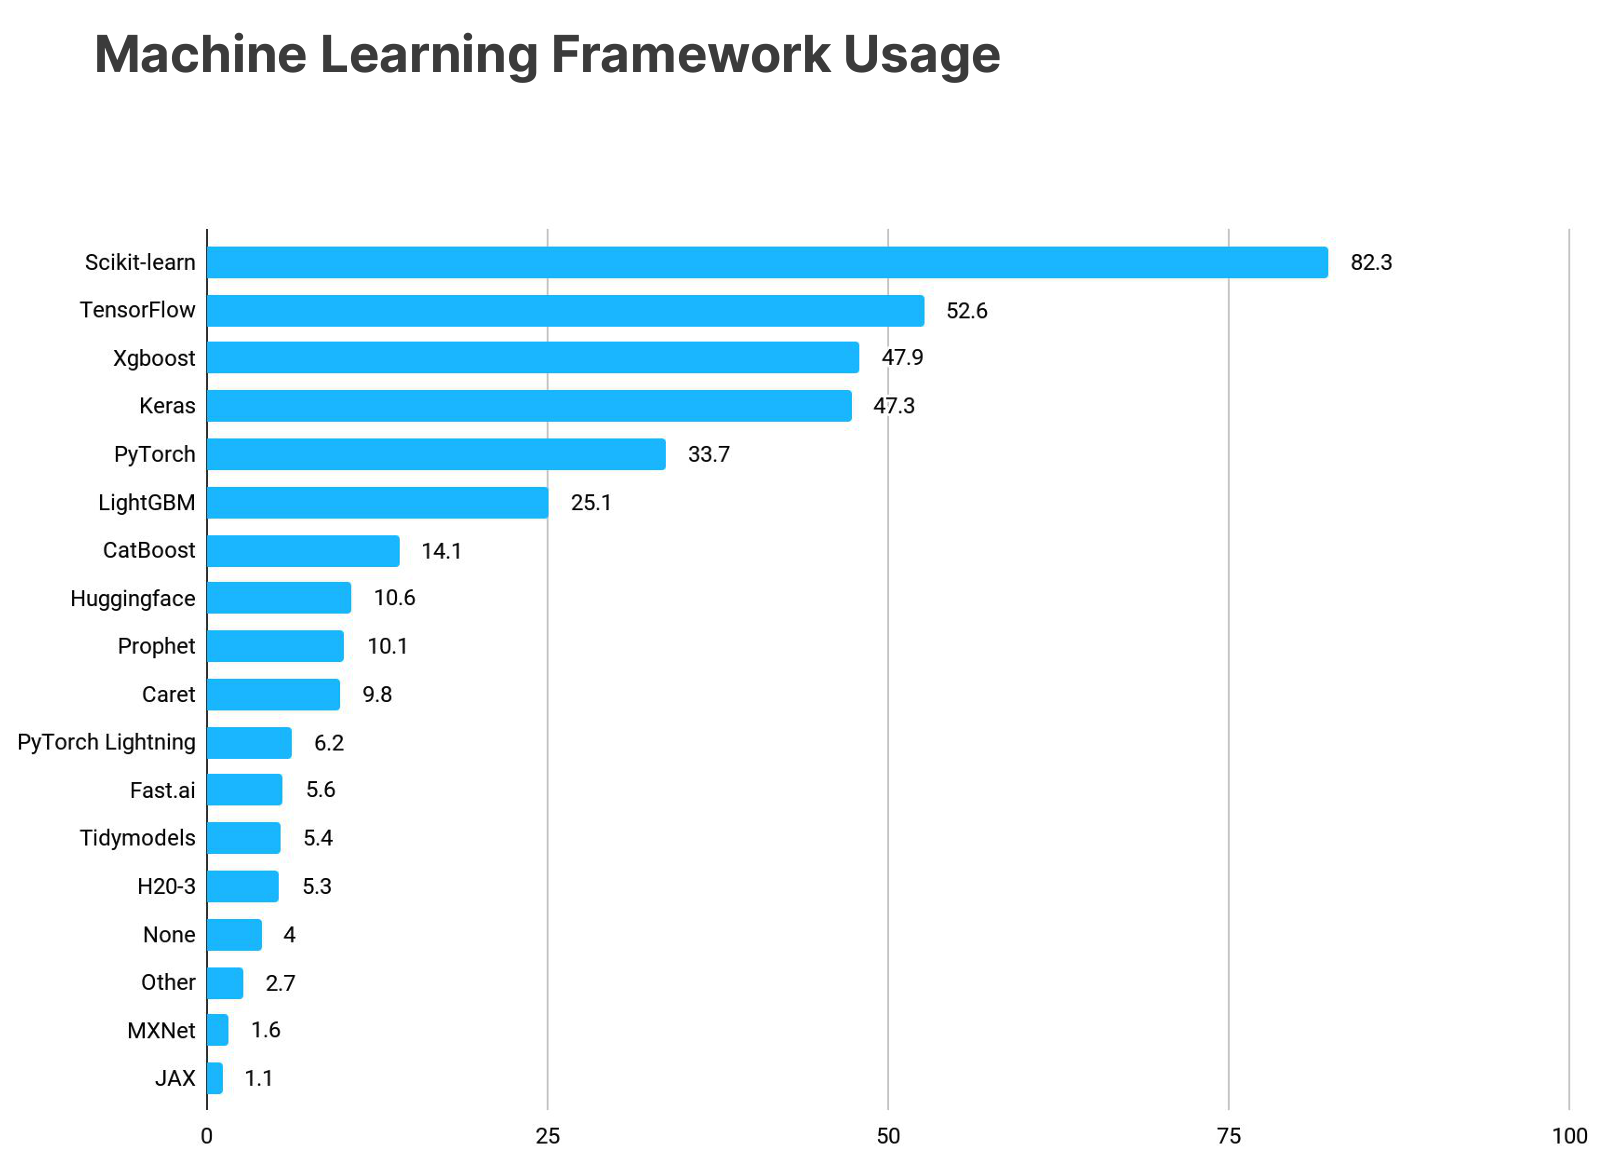 Machine Learning Framework Usage
Scikit-learn 82.3
TensorFlow 52.6
Xgboost 47.9
Keras 47.3
PyTorch 33.7
LightGBM 25.1
CatBoost 14.1
Huggingface 10.6
Prophet 10.1
Caret 9.8
PyTorch Lightning 6.2
Fast.ai 5.6
Tidymodels 5.4
H20-3 5.3
None 4
Other 2.7
MXNet 1.6
JAX 1.1
0 25 50 75 100